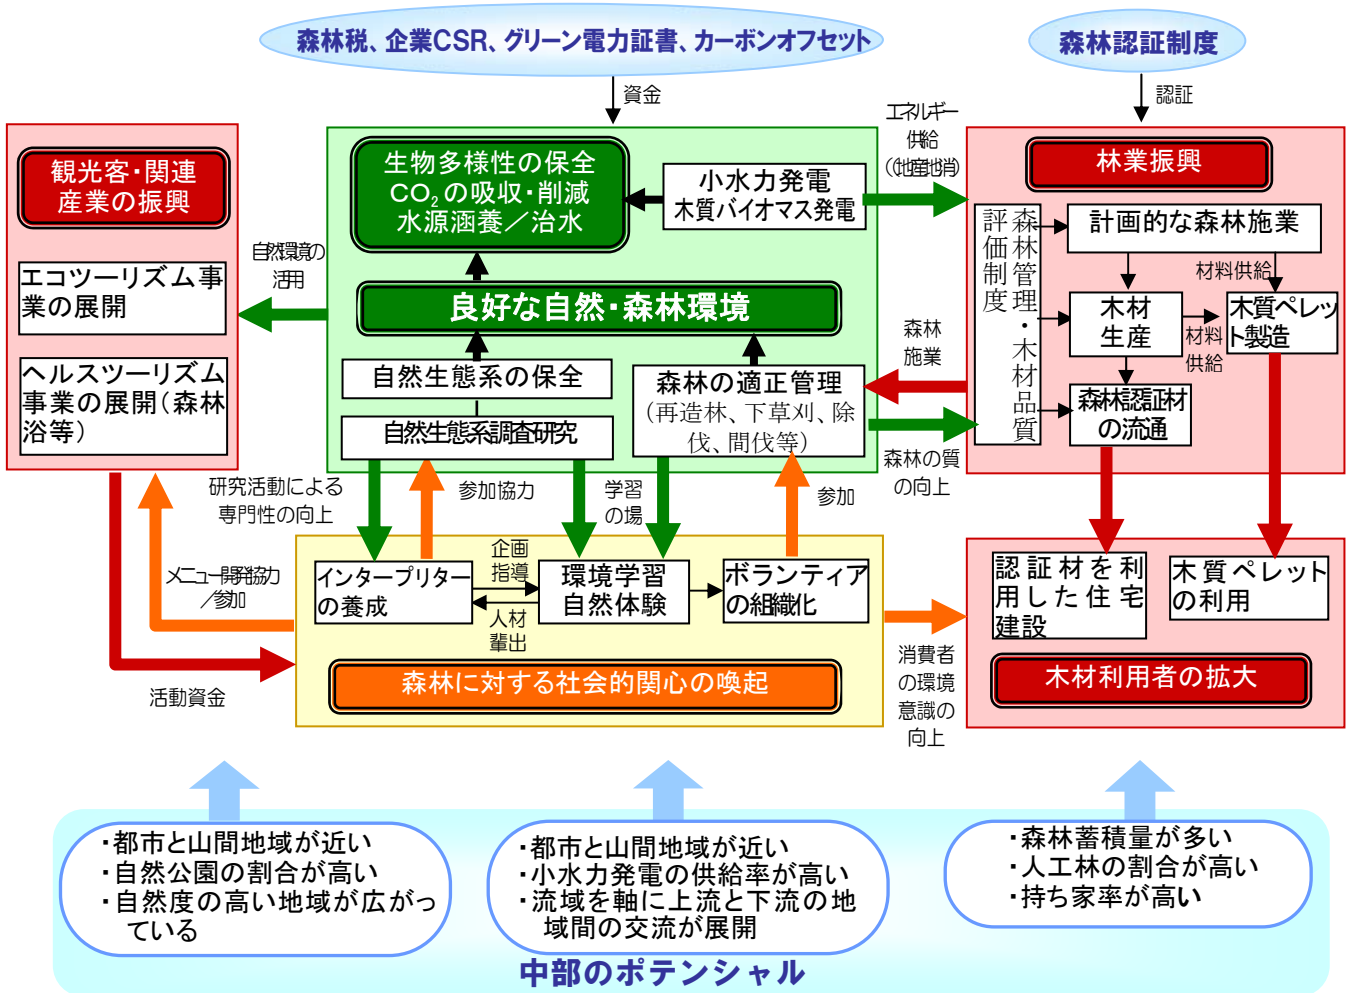 森林税、企業CSR、グリーン電力証書、カーボンオフセット
森林認証制度
資金
認証
エネルギー
供給
(地産地消)
観光客・関連
産業の振興
エコツーリズム事
業の展開
ヘルスツーリズム
事業の展開(森林
浴等)
自然環境の
活用
生物多様性の保全
CO₂の吸収・削減
水源涵養／治水
小水力発電
木質バイオマス発電
良好な自然・森林環境
自然生態系の保全
自然生態系調査研究
森林の適正管理
(再造林、下草刈、除
伐、間伐等)
森林
施業
森林の質
の向上
林業振興
森林管理・木材品質
評価制度
計画的な森林施業
材料供給
木材
生産
材料
供給
木質ペレッ
ト製造
森林認証材
の流通
研究活動による
専門性の向上
参加協力
学習
の場
参加
メニュー開発協力
／参加
活動資金
インタープリター
の養成
企画
指導
人材
輩出
環境学習
自然体験
ボランティア
の組織化
森林に対する社会的関心の喚起
消費者
の環境
意識の
向上
認証材を利
用した住宅
建設
木質ペレット
の利用
木材利用者の拡大
・都市と山間地域が近い
・自然公園の割合が高い
・自然度の高い地域が広がっ
ている
・都市と山間地域が近い
・小水力発電の供給率が高い
・流域を軸に上流と下流の地
域間の交流が展開
・森林蓄積量が多い
・人工林の割合が高い
・持ち家率が高い
中部のポテンシャル